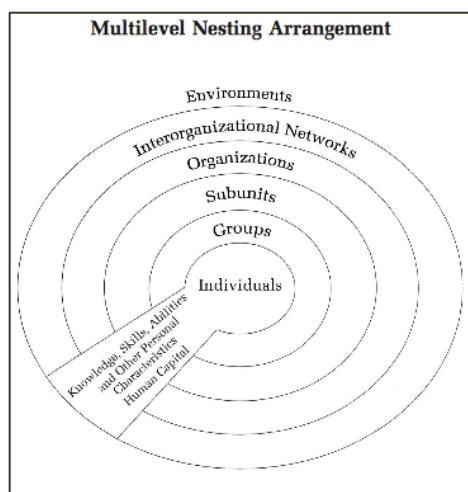 Multilevel Nesting Arrangement
Environments
Interorganizational Networks
Organizations
Subunits
Groups
Individuals
Knowledge, Skills, Abilities
and Other Personal
Characteristics
Human Capital